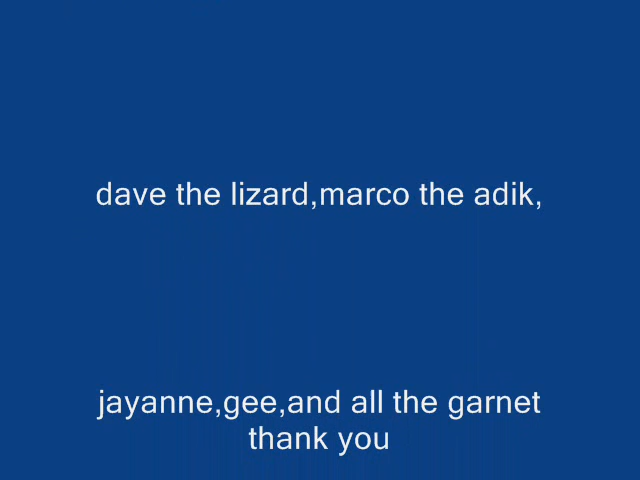 dave the lizard,marco the adik,
jayanne,gee,and all the garnet
thank you